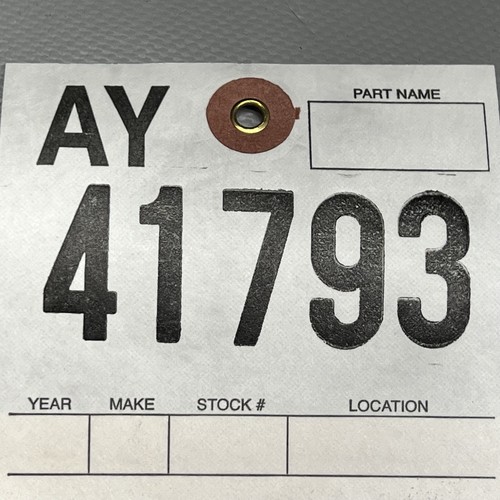 AY
PART NAME
41793
YEAR MAKE STOCK # LOCATION